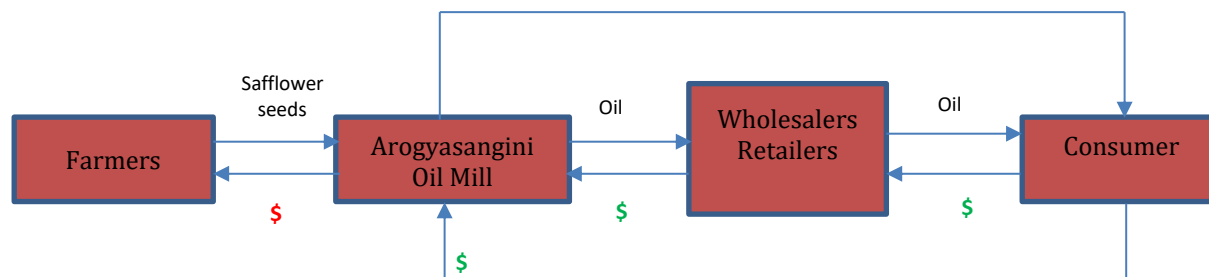 Safflower
seeds
Oil
Oil
Farmers
Arogyasangini
Oil Mill
Wholesalers
Retailers
Consumer
$
$
$
$